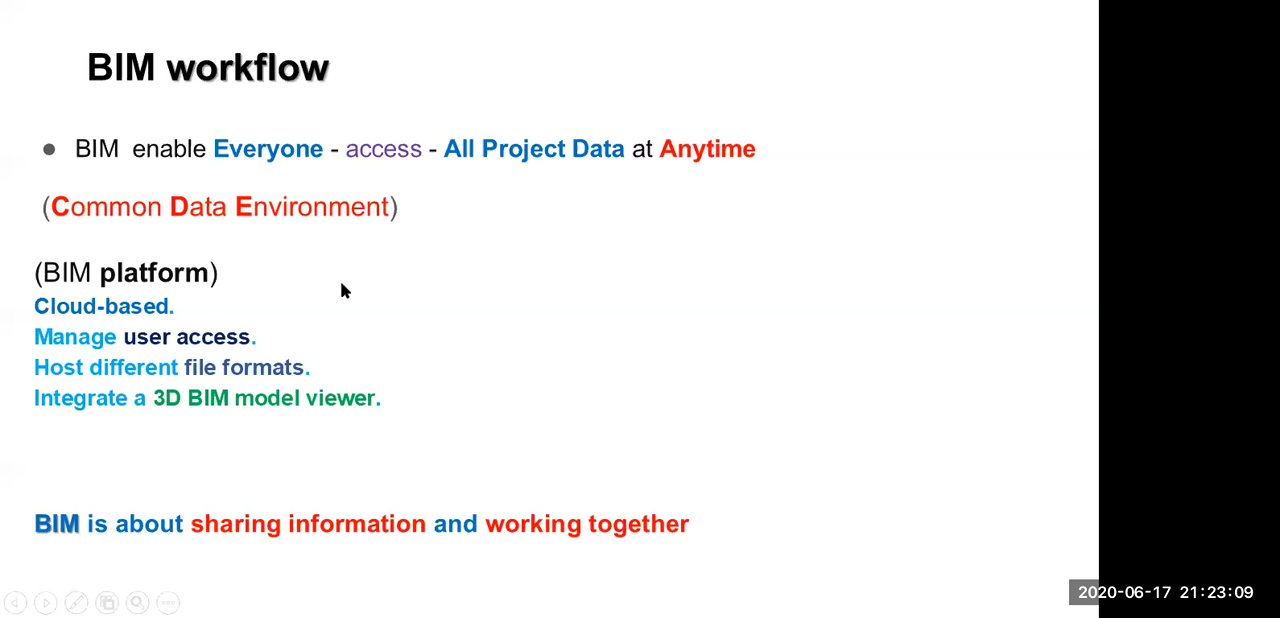 BIM workflow
● BIM enable Everyone - access - All Project Data at Anytime
(Common Data Environment)
(BIM platform)
Cloud-based.
Manage user access.
Host different file formats.
Integrate a 3D BIM model viewer.
BIM is about sharing information and working together
2020-06-17 21:23:09